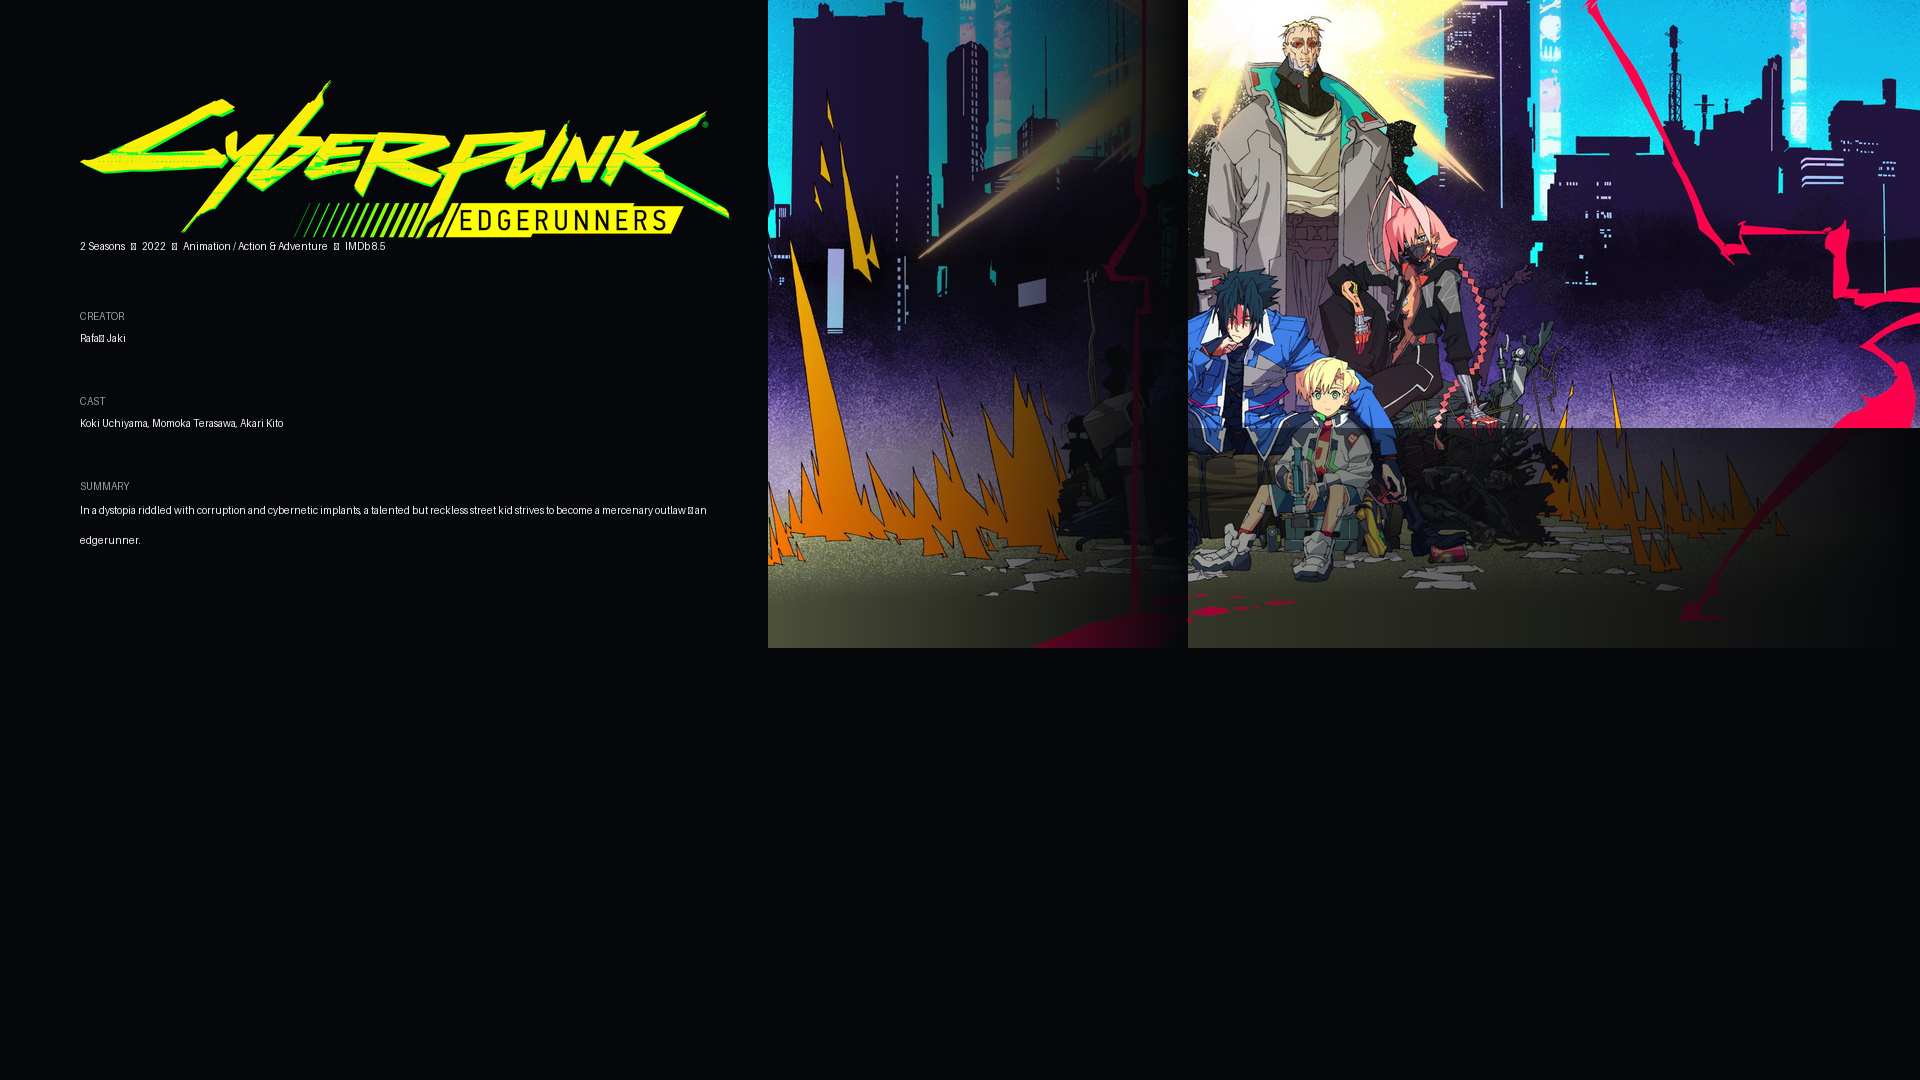 CYBERPUNK
EDGERUNNERS
2 Seasons 2022 Animation / Action & Adventure IMDb 8.5
CREATOR
Rafa Jaki
CAST
Koki Uchiyama, Momoka Terasawa, Akari Kito
SUMMARY
In a dystopia riddled with corruption and cybernetic implants, a talented but reckless street kid strives to become a mercenary outlaw an
edgerunner.